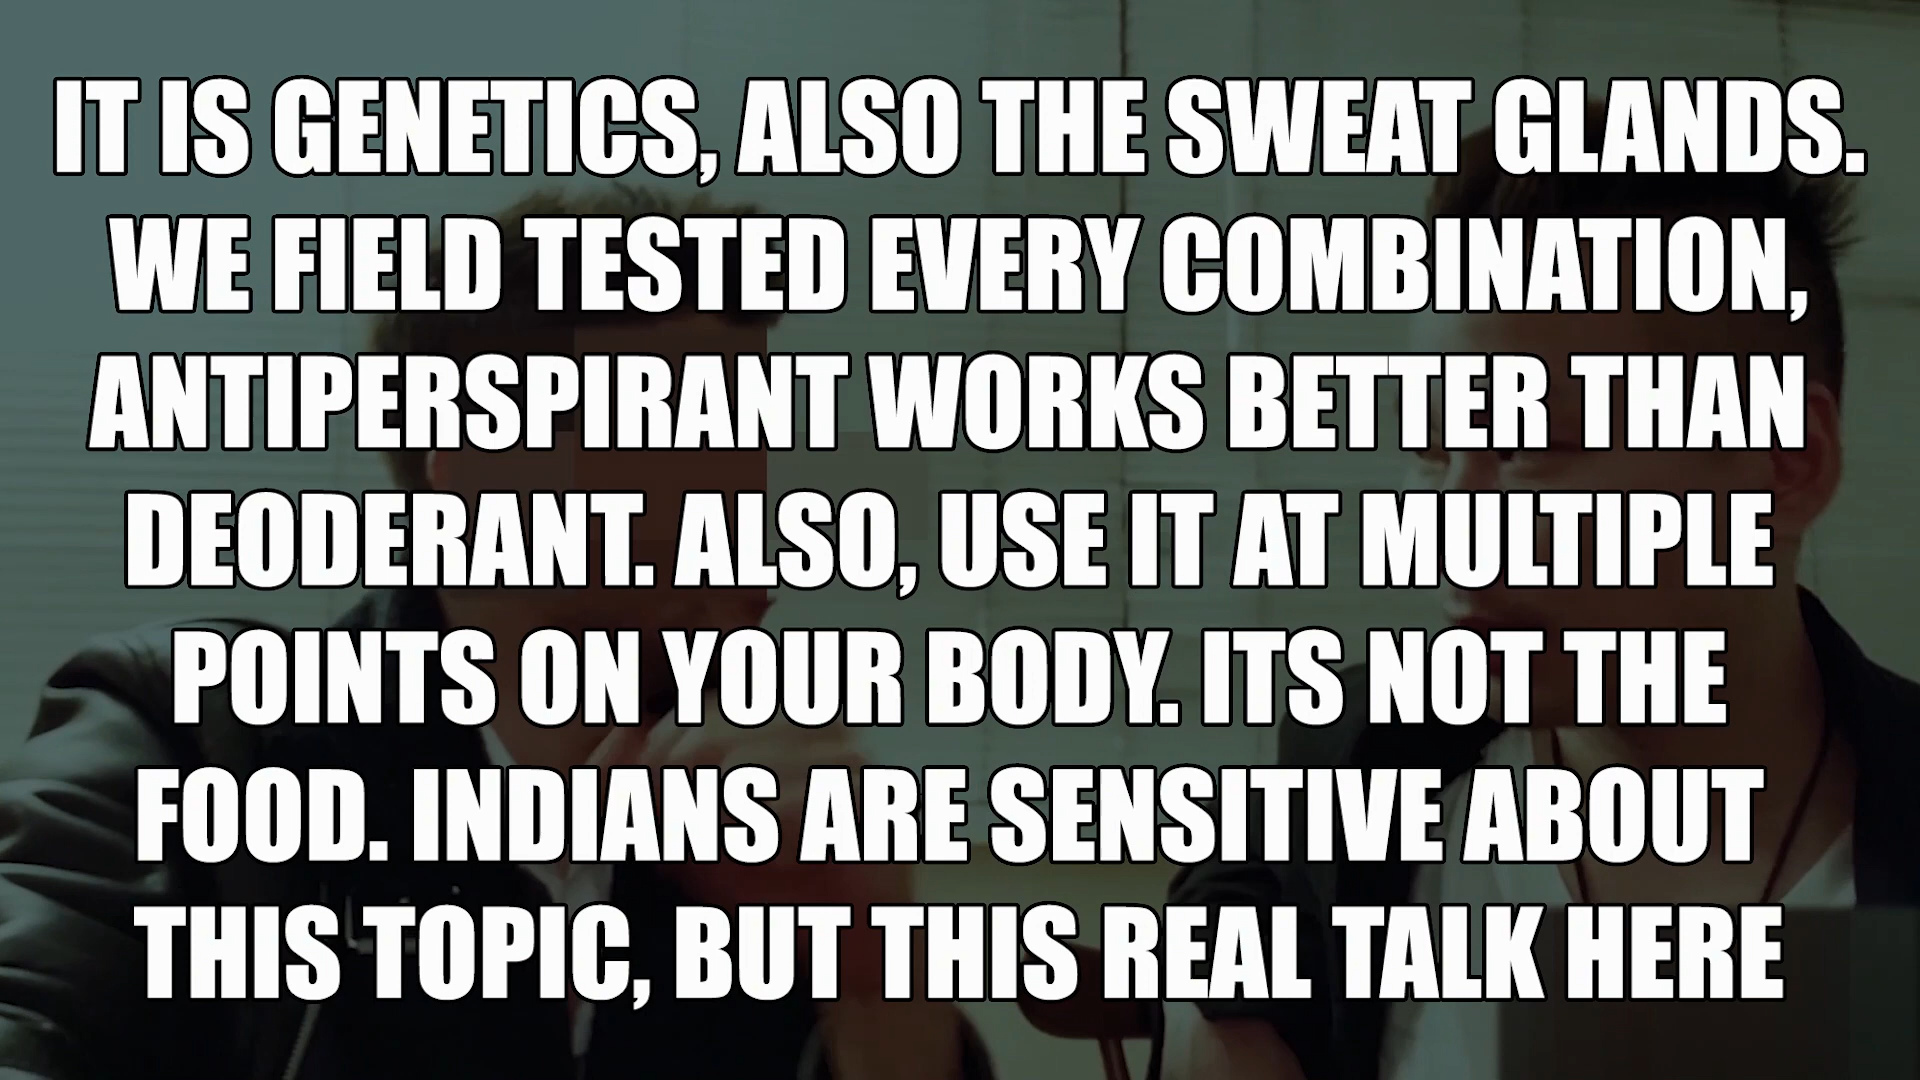 IT IS GENETICS, ALSO THE SWEAT GLANDS.
WE FIELD TESTED EVERY COMBINATION,
ANTIPERSPIRANT WORKS BETTER THAN
DEODERANT. ALSO, USE IT AT MULTIPLE
POINTS ON YOUR BODY. ITS NOT THE
FOOD. INDIANS ARE SENSITIVE ABOUT
THIS TOPIC, BUT THIS REAL TALK HERE